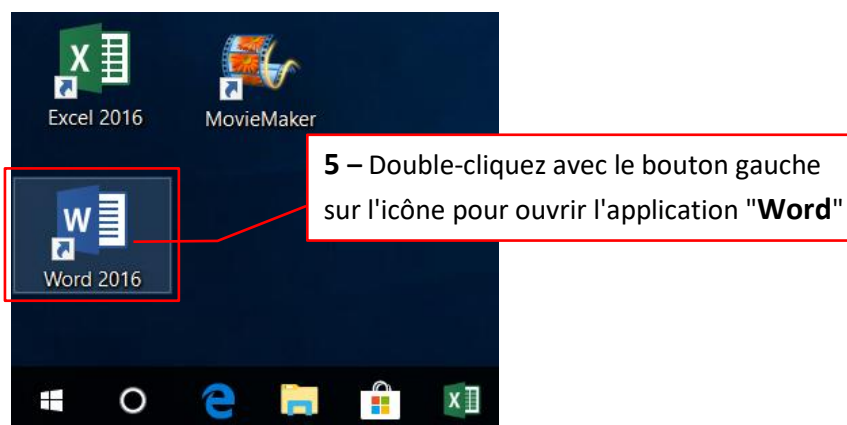 Excel 2016
MovieMaker
5 – Double-cliquez avec le bouton gauche
sur l'icône pour ouvrir l'application "Word"
Word 2016